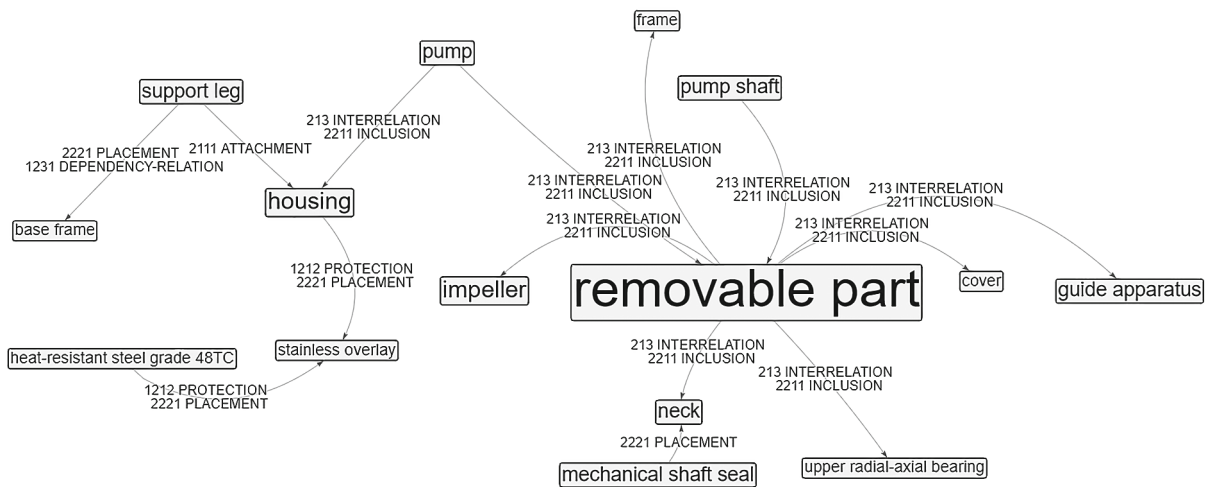 frame
pump
support leg
pump shaft
213 INTERRELATION
2211 INCLUSION
2221 PLACEMENT
1231 DEPENDENCY-RELATION
2111 ATTACHMENT
213 INTERRELATION
2211 INCLUSION
213 INTERRELATION
2211 INCLUSION
213 INTERRELATION
2211 INCLUSION
213 INTERRELATION
2211 INCLUSION
housing
base frame
213 INTERRELATION
2211 INCLUSION
213 INTERRELATION
2211 INCLUSION
1212 PROTECTION
2221 PLACEMENT
impeller
removable part
cover
guide apparatus
heat-resistant steel grade 48TC
stainless overlay
213 INTERRELATION
2211 INCLUSION
213 INTERRELATION
2211 INCLUSION
1212 PROTECTION
2221 PLACEMENT
neck
2221 PLACEMENT
mechanical shaft seal
upper radial-axial bearing